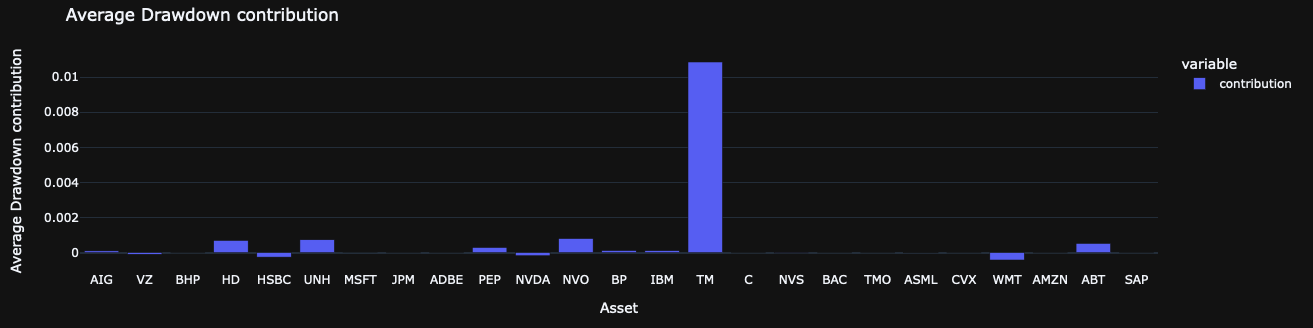 Average Drawdown contribution
Average Drawdown contribution
0.01
0.008
0.006
0.004
0.002
0
AIG VZ BHP HD HSBC UNH MSFT JPM ADBE PEP NVDA NVO BP IBM TM C NVS BAC TMO ASML CVX WMT AMZN ABT SAP
Asset
variable
contribution